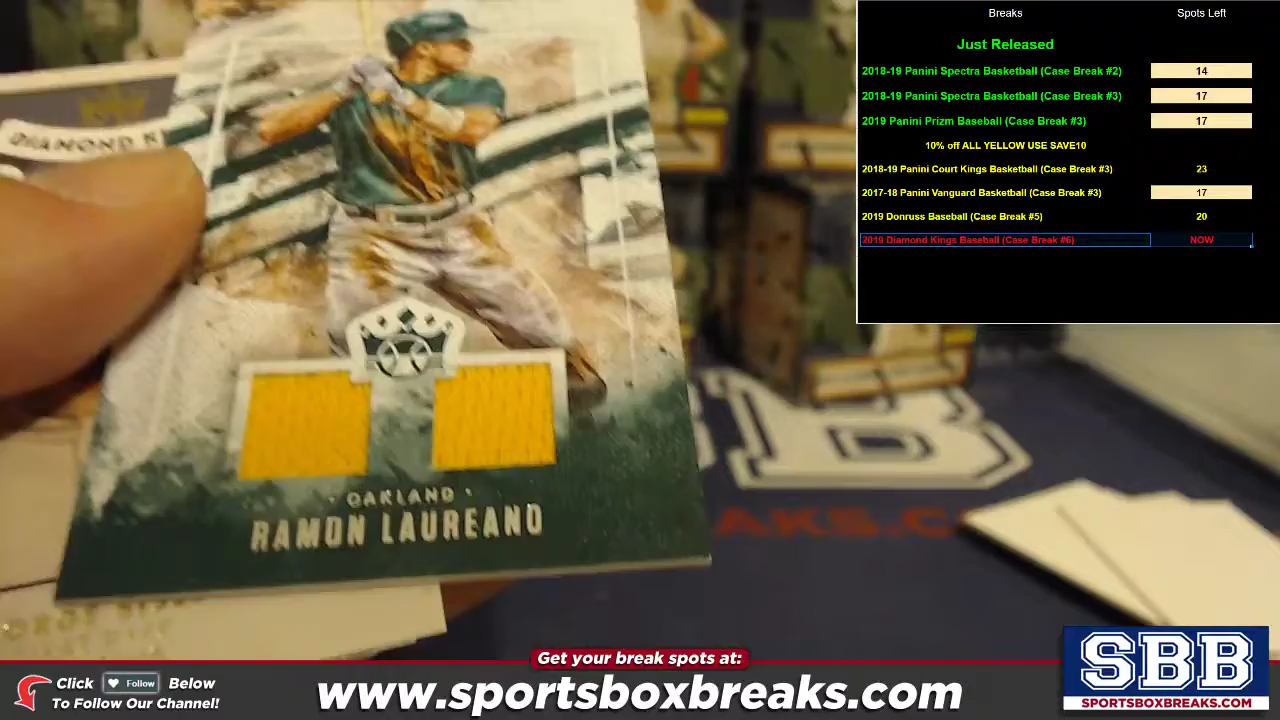 Breaks Spots Left
Just Released
2018-19 Panini Spectra Basketball (Case Break #2) 14
2018-19 Panini Spectra Basketball (Case Break #3) 17
2019 Panini Prizm Baseball (Case Break #3) 17
10% off ALL YELLOW USE SAVE10
2018-19 Panini Court Kings Basketball (Case Break #3) 23
2017-18 Panini Vanguard Basketball (Case Break #3) 17
2019 Donruss Baseball (Case Break #5) 20
2019 Diamond Kings Baseball (Case Break #6) NOW
DIAMOND K
· OAKLAND ·
RAMON LAUREANO
B
AKS.C
Get your break spots at:
Click Follow Below
To Follow Our Channel!
www.sportsboxbreaks.com
SBB
SPORTSBOXBREAKS.COM